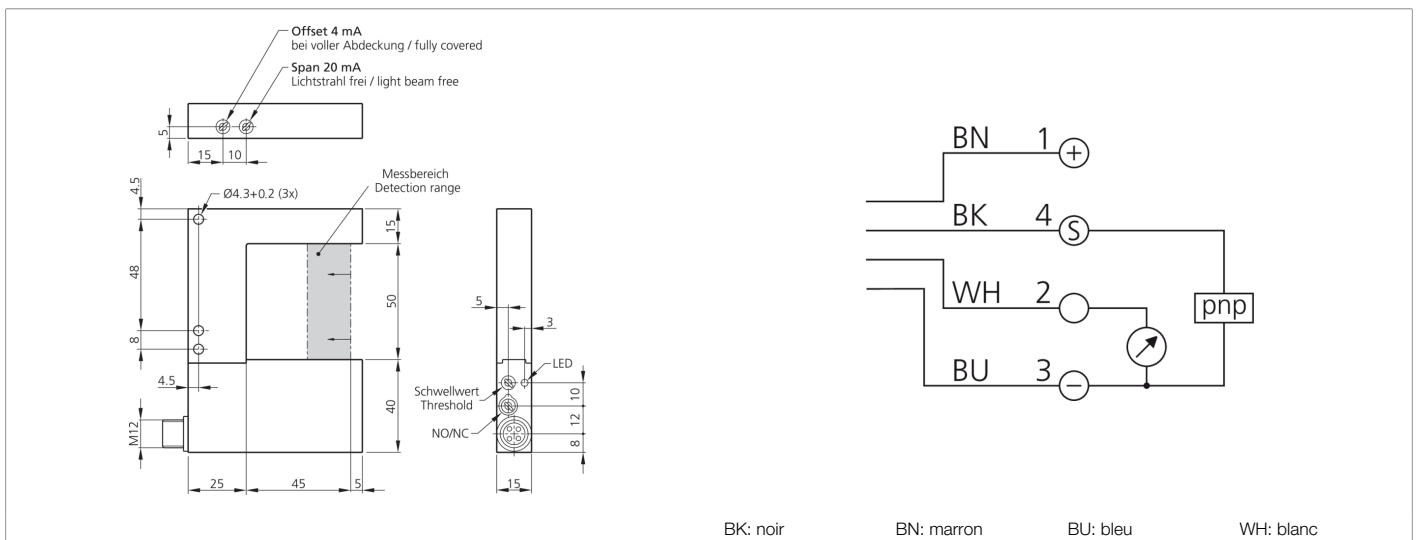 Offset 4 mA
bei voller Abdeckung / fully covered
Span 20 mA
Lichtstrahl frei / light beam free
5
15
10
Messbereich
Detection range
4.5
Ø4.3+0.2 (3x)
15
48
50
8
4.5
40
M12
25
45
5
5
3
LED
Schwellwert
Threshold
10
12
NO/NC
8
15
BN 1 +
BK 4 S
WH 2
pnp
BU 3 −
BK: noir BN: marron BU: bleu WH: blanc